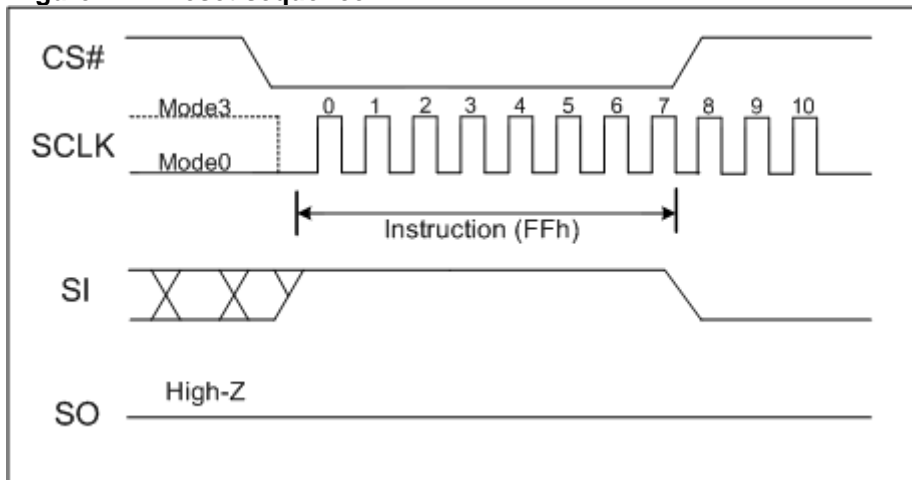 CS#
Mode3
0 1 2 3 4 5 6 7 8 9 10
SCLK
Mode0
Instruction (FFh)
SI
High-Z
SO